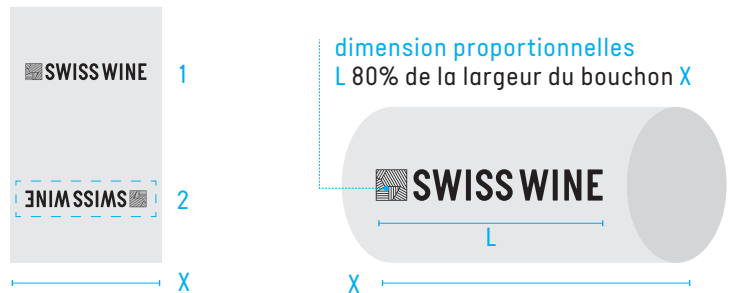 SWISS WINE
1
SWISS WINE
2
X
dimension proportionnelles
L 80% de la largeur du bouchon X
SWISS WINE
L
X